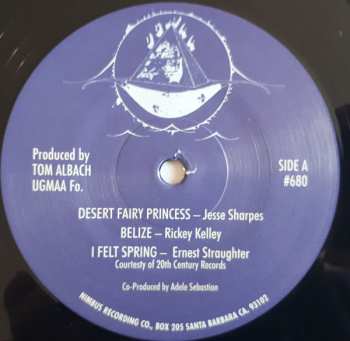 Produced by
TOM ALBACH
UGMAA Fo.
SIDE A
#680
DESERT FAIRY PRINCESS – Jesse Sharpes
BELIZE – Rickey Kelley
I FELT SPRING – Ernest Straughter
Courtesty of 20th Century Records
Co-Produced by Adele Sebastian
NIMBUS RECORDING CO., BOX 205 SANTA BARBARA CA. 93102